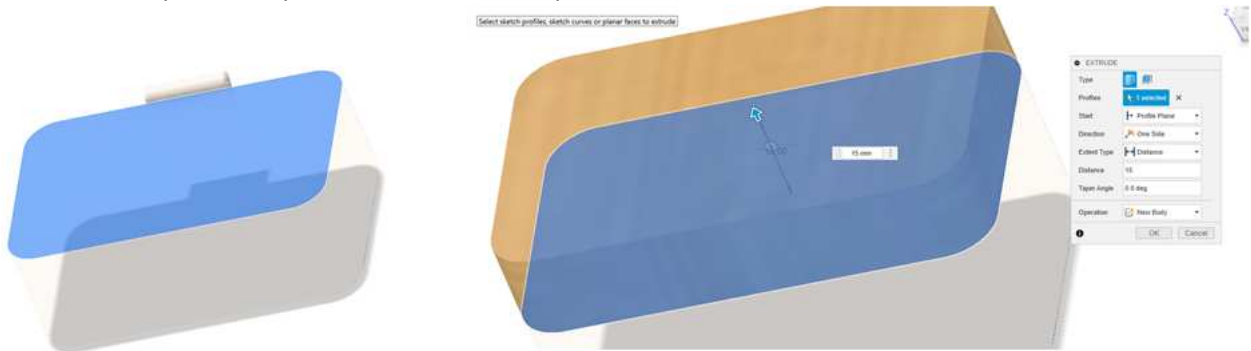 Select sketch profiles, sketch curves or planar faces to extrude
EXTRUDE
Type
Profiles 1 selected X
Start Profile Plane
Direction One Side
Extent Type Distance
Distance 15
Taper Angle 0.0 deg
Operation New Body
OK Cancel
15 mm
Z